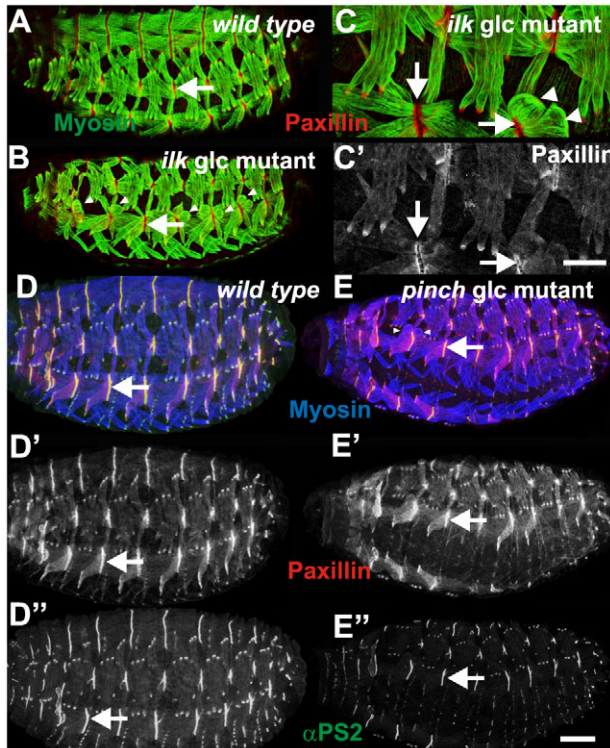 A wild type
C ilk glc mutant
Myosin Paxillin
B ilk glc mutant
C' Paxillin
D wild type
E pinch glc mutant
Myosin
D' E'
Paxillin
D" E"
αPS2